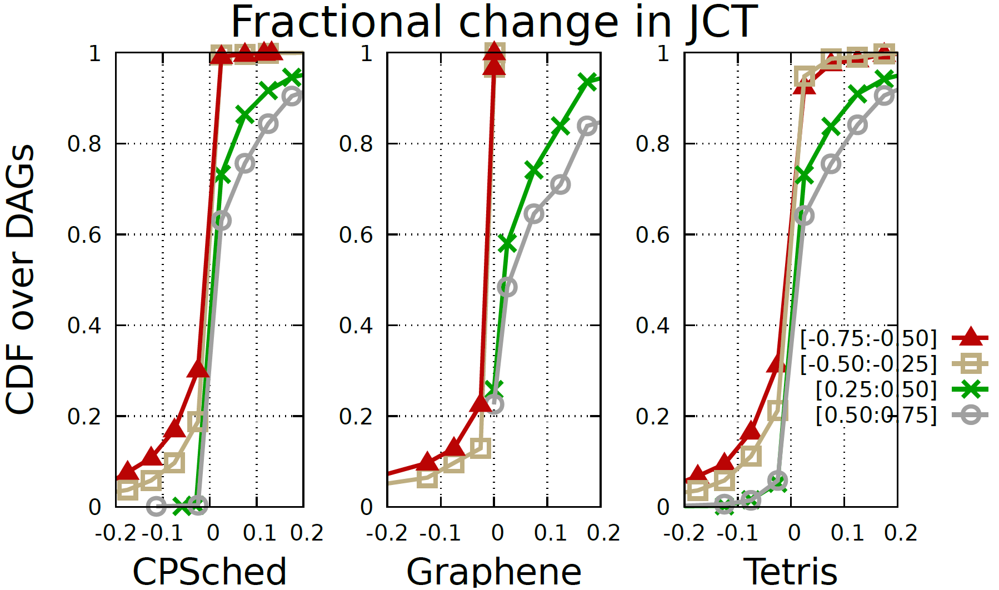 Fractional change in JCT
CDF over DAGs
1
0.8
0.6
0.4
0.2
0
-0.2 -0.1 0 0.1 0.2
CPSched
1
0.8
0.6
0.4
0.2
0
-0.2 -0.1 0 0.1 0.2
Graphene
1
0.8
0.6
0.4
0.2
0
-0.2 -0.1 0 0.1 0.2
Tetris
[-0.75:-0.50]
[-0.50:-0.25]
[0.25:0.50]
[0.50:0.75]